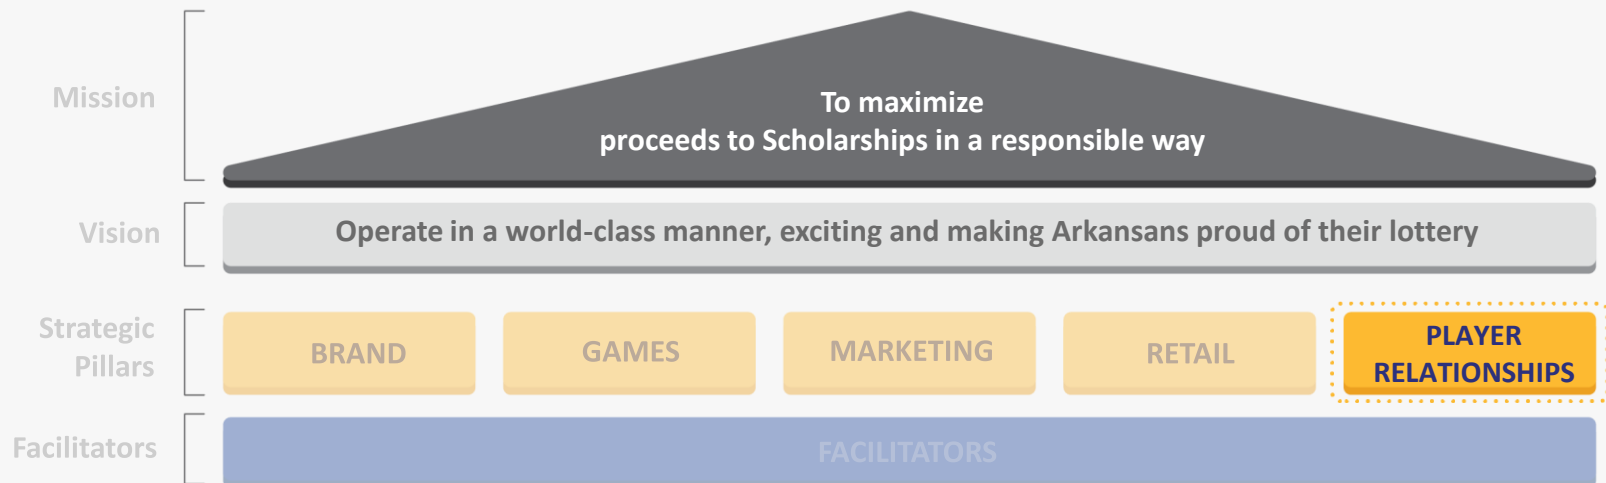 Mission
To maximize
proceeds to Scholarships in a responsible way
Vision
Operate in a world-class manner, exciting and making Arkansans proud of their lottery
Strategic
Pillars
BRAND
GAMES
MARKETING
RETAIL
PLAYER
RELATIONSHIPS
Facilitators
FACILITATORS